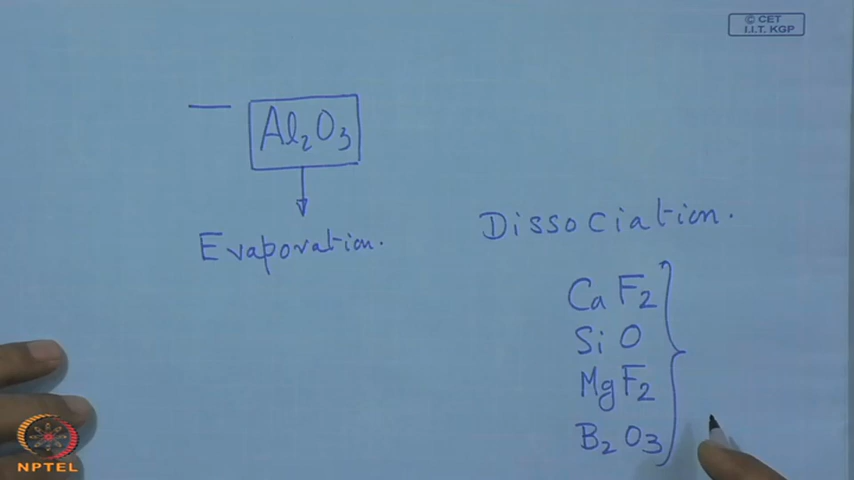 © CET
I.I.T. KGP
Al₂O₃
Evaporation.
Dissociation.
CaF₂
SiO
MgF₂
B₂O₃
NPTEL